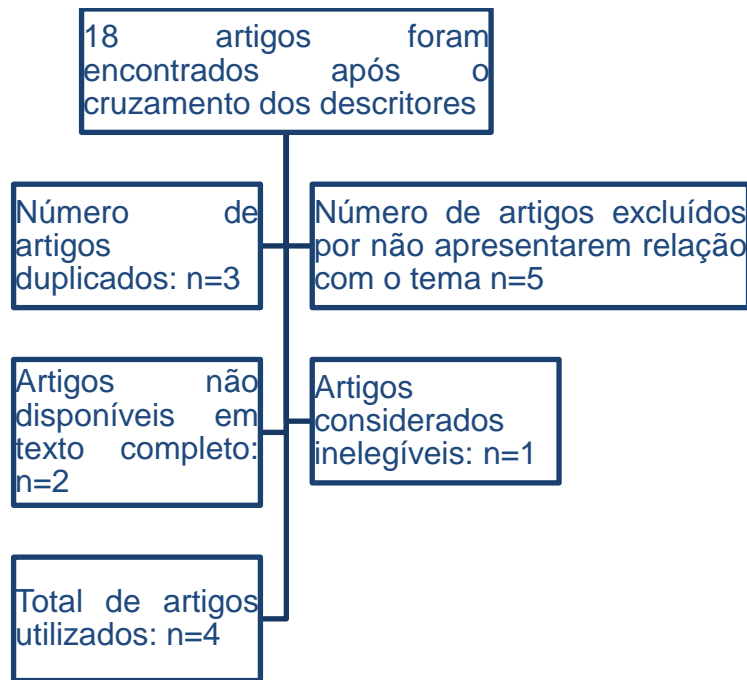 18 artigos foram
encontrados após o
cruzamento dos descritores
Número de
artigos
duplicados: n=3
Número de artigos excluídos
por não apresentarem relação
com o tema n=5
Artigos não
disponíveis em
texto completo:
n=2
Artigos
considerados
inelegíveis: n=1
Total de artigos
utilizados: n=4